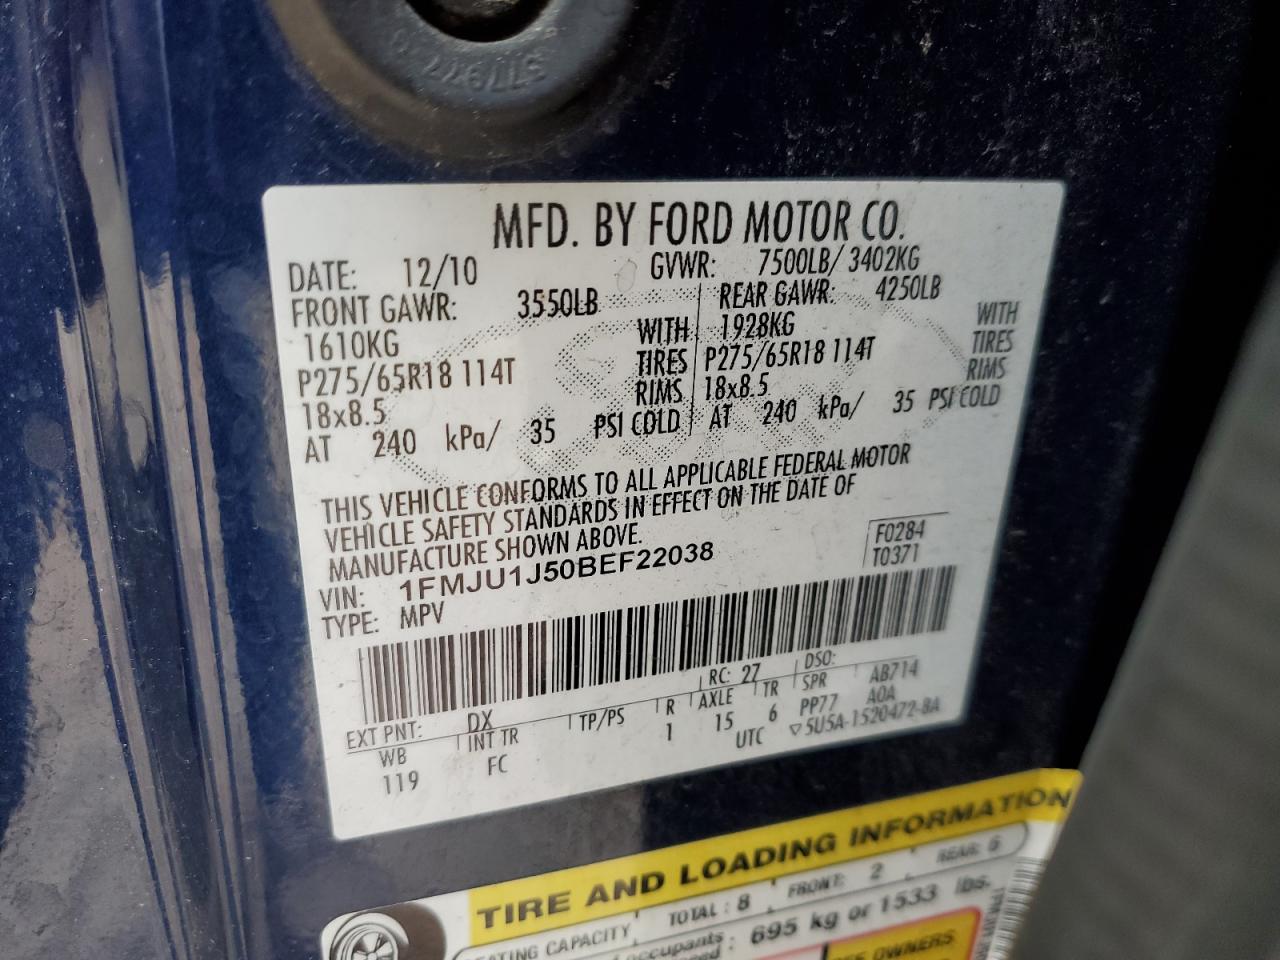 MFD. BY FORD MOTOR CO.
DATE: 12/10 GVWR: 7500LB/ 3402KG
FRONT GAWR: 3550LB REAR GAWR: 4250LB
1610KG WITH 1928KG WITH
P275/65R18 114T TIRES P275/65R18 114T TIRES
18x8.5 RIMS 18x8.5 RIMS
AT 240 kPa/ 35 PSI COLD AT 240 kPa/ 35 PSI COLD
THIS VEHICLE CONFORMS TO ALL APPLICABLE FEDERAL MOTOR
VEHICLE SAFETY STANDARDS IN EFFECT ON THE DATE OF
MANUFACTURE SHOWN ABOVE.
F0284
T0371
VIN: 1FMJU1J50BEF22038
TYPE: MPV
EXT PNT: DX RC: 27 DSO:
WB INT TR TP/PS R AXLE TR SPR AB714
119 FC 1 15 6 PP77 AOA
UTC ▽5U5A-1520472-BA
TIRE AND LOADING INFORMATION
SEATING CAPACITY TOTAL : 8 FRONT: 2 REAR: 6
occupants : 695 kg or 1533 lbs.
OWNERS